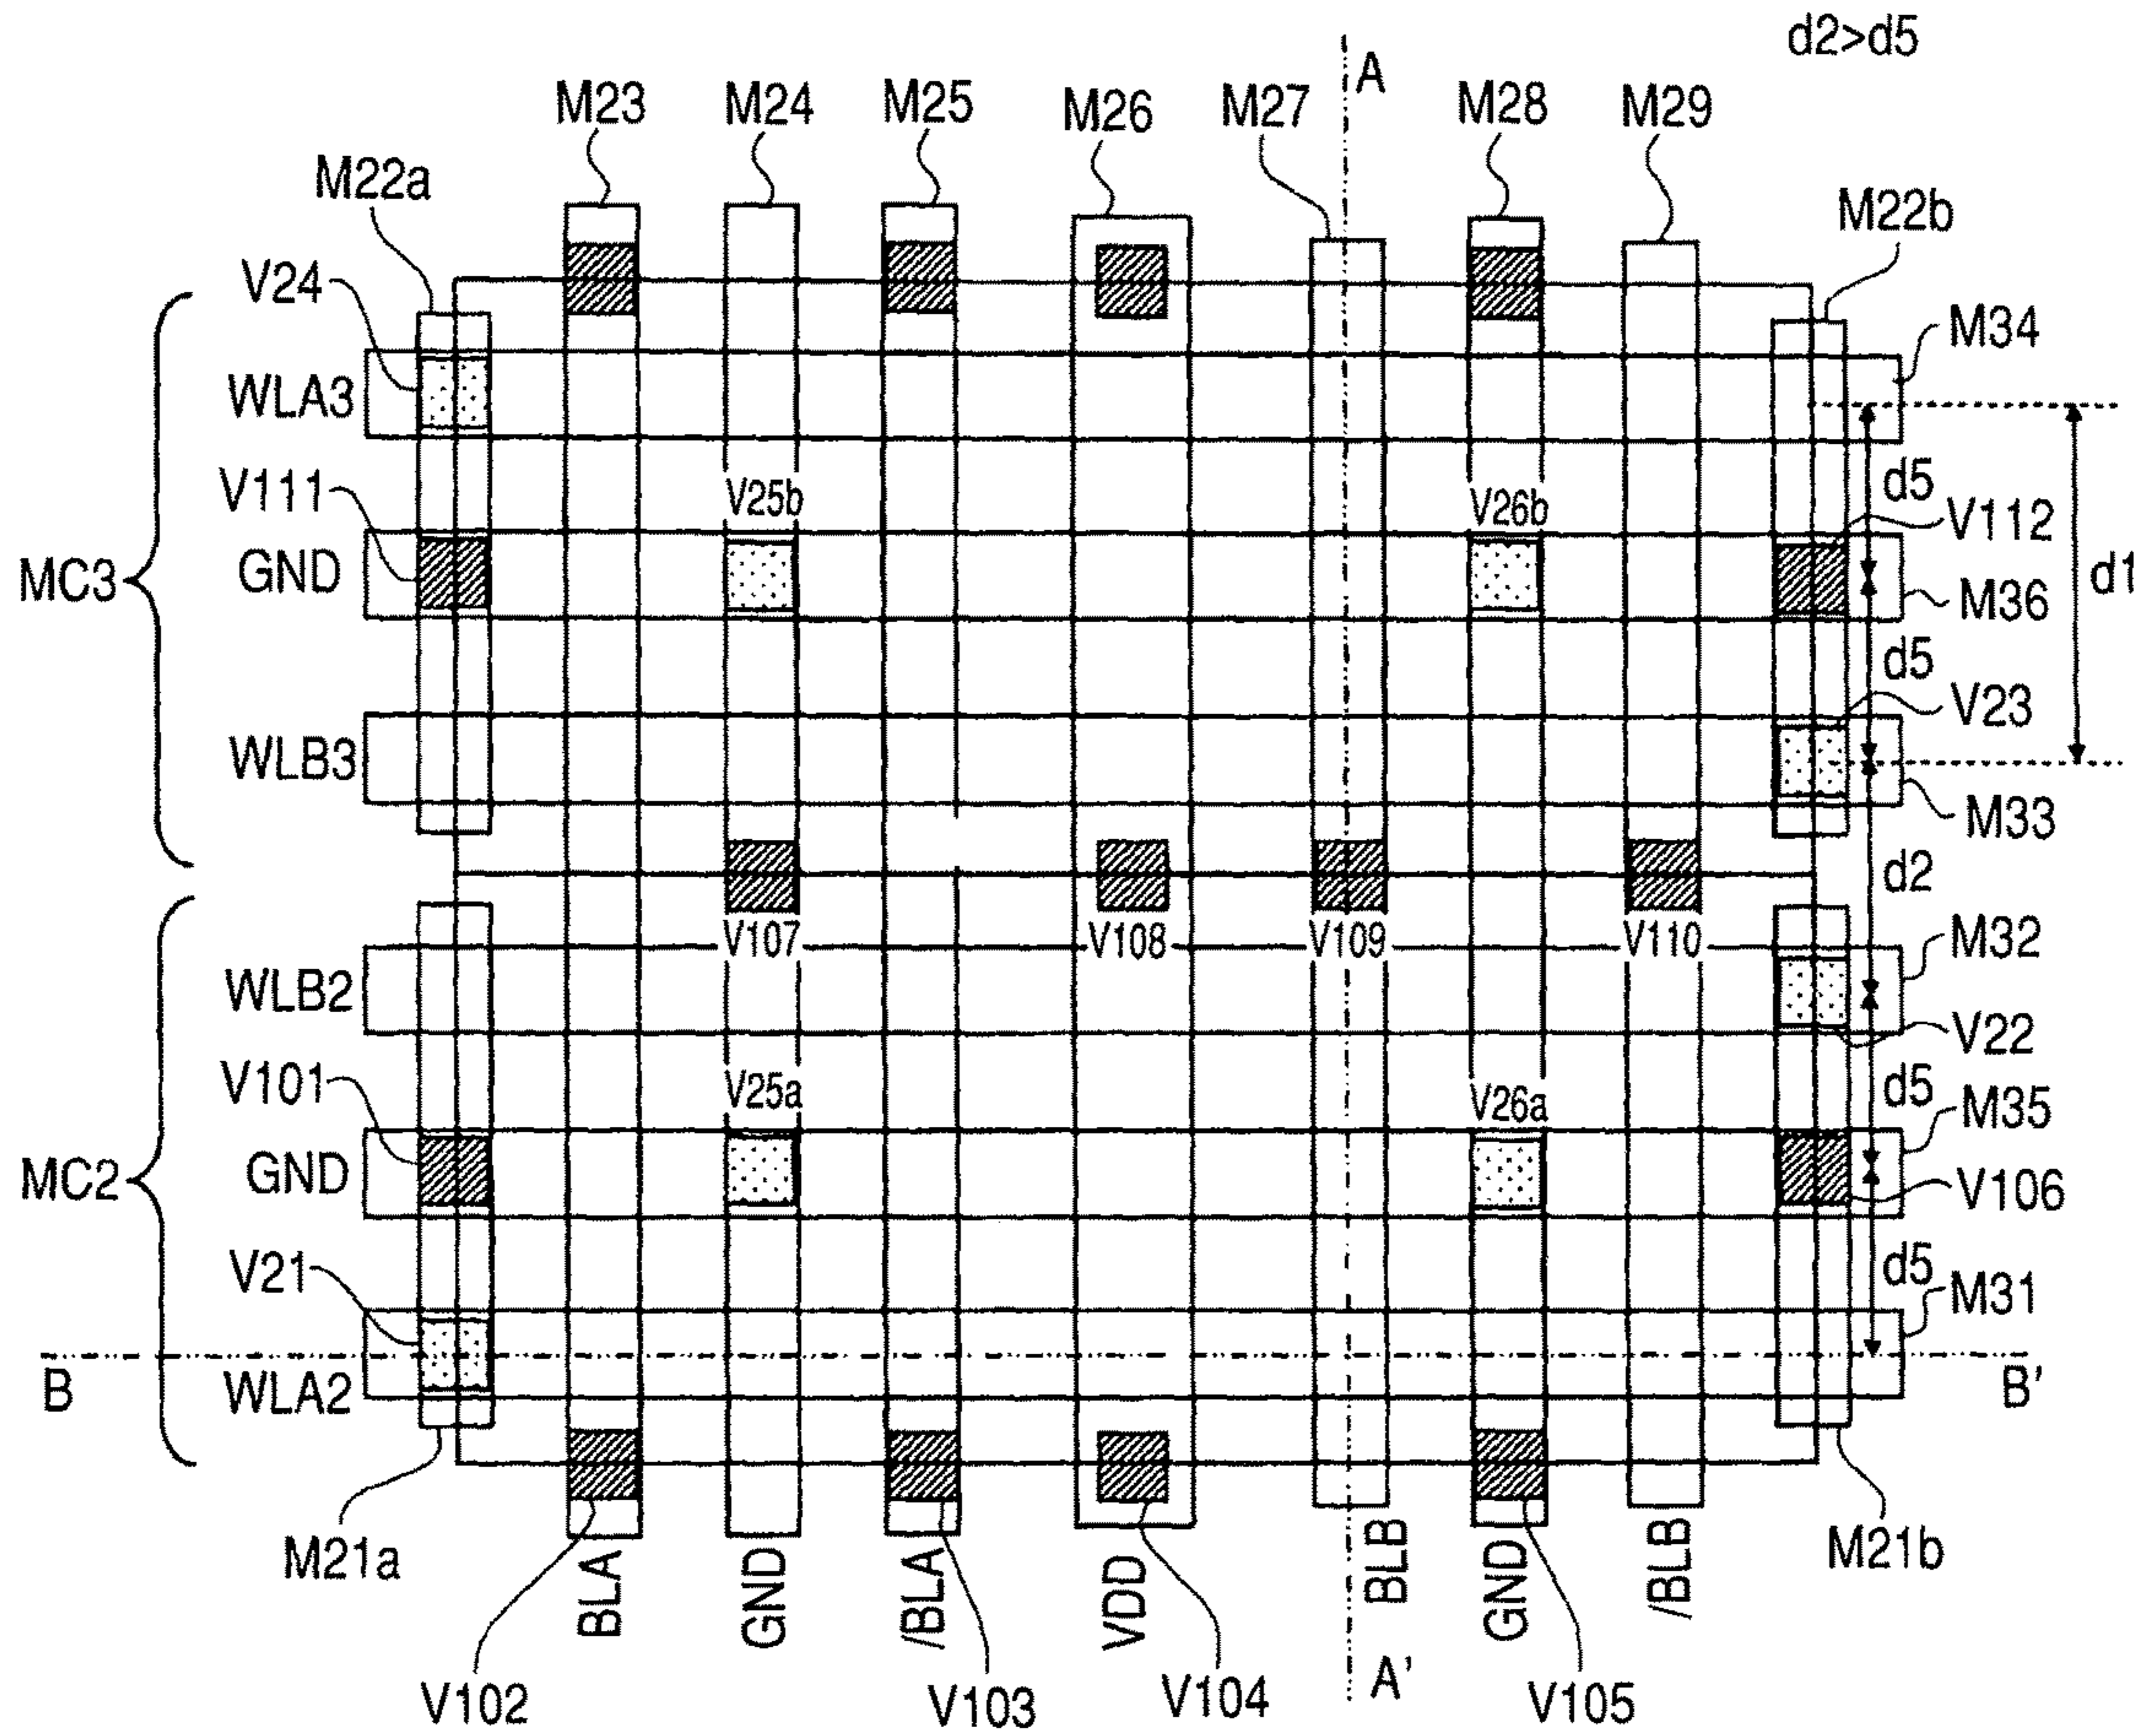 d2>d5
A
M23
M24
M25
M26
M27
M28
M29
M22a
M22b
V24
M34
WLA3
d5
V111
V25b
V26b
V112
MC3
GND
d1
M36
d5
V23
WLB3
M33
d2
V107
V108
V109
V110
M32
WLB2
V22
V101
V25a
V26a
d5
M35
MC2
GND
V106
V21
d5
M31
B
WLA2
B'
M21a
M21b
BLA
GND
/BLA
VDD
BLB
GND
/BLB
V102
V103
V104
A'
V105